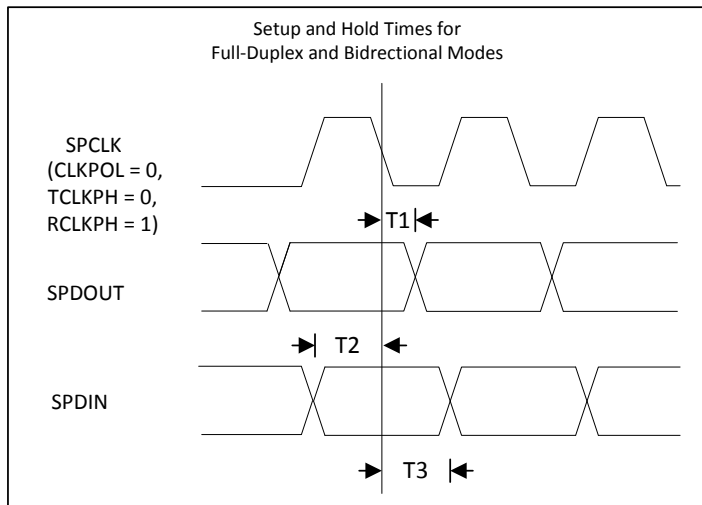 Setup and Hold Times for
Full-Duplex and Bidrectional Modes
SPCLK
(CLKPOL = 0,
TCLKPH = 0,
RCLKPH = 1)
T1
SPDOUT
T2
SPDIN
T3